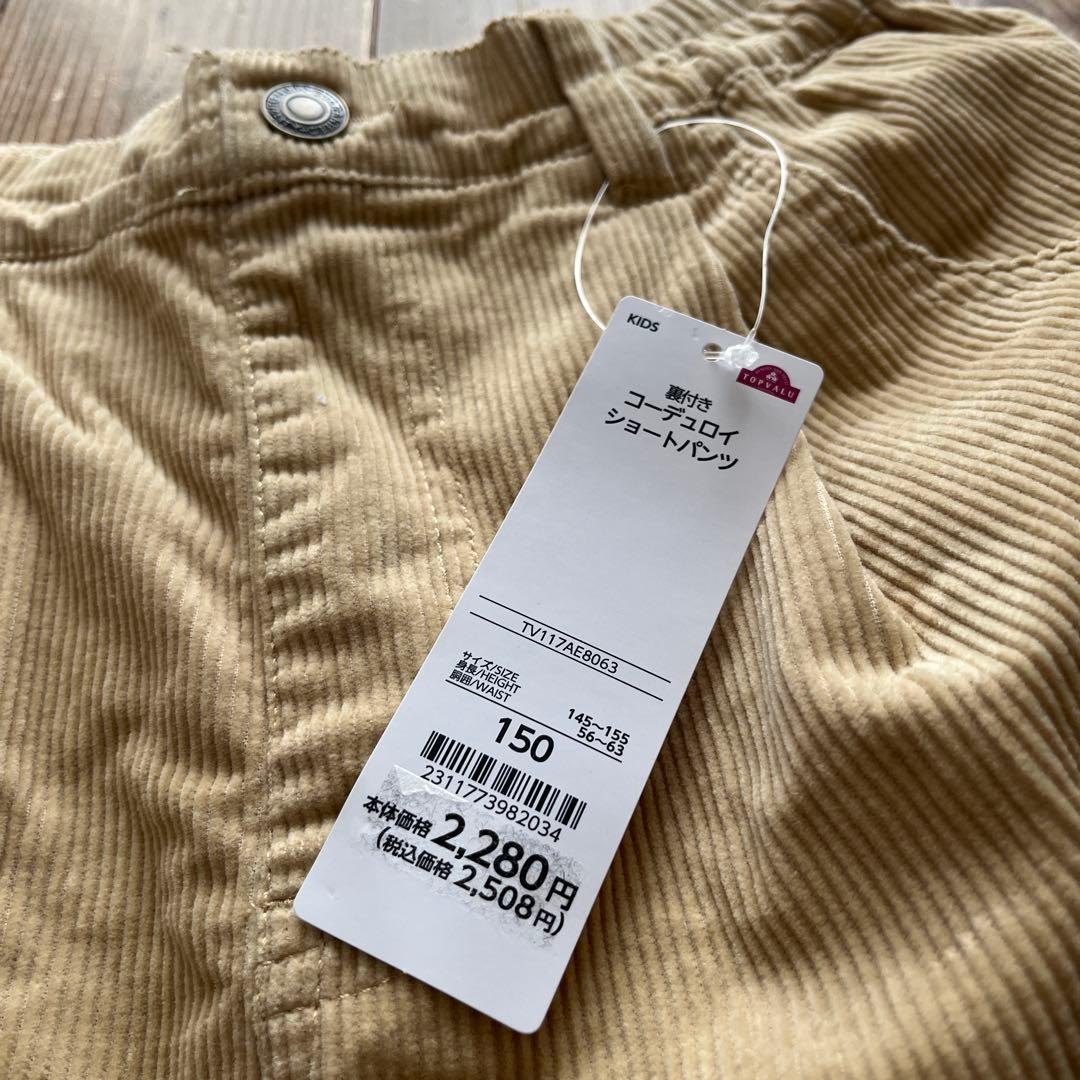 KIDS
TOPVALU
裏付き
コーデュロイ
ショートパンツ
TV117AE8063
サイズ/SIZE
身長/HEIGHT 145〜155
胴囲/WAIST 56〜63
150
2311773982034
本体価格 2,280円
(税込価格 2,508円)